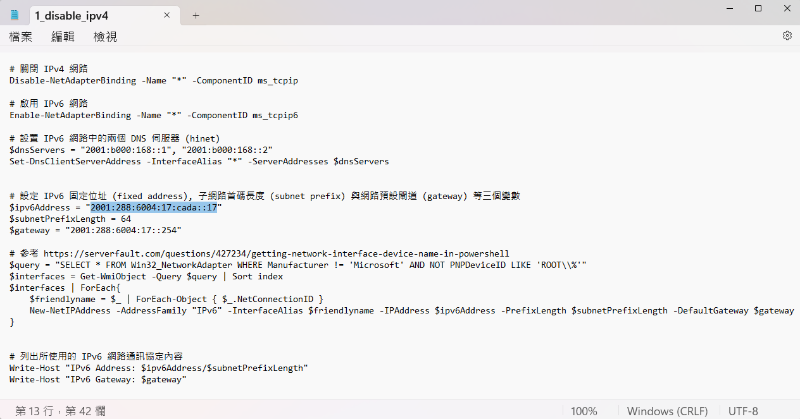 1_disable_ipv4
檔案 編輯 檢視
# 關閉 IPv4 網路
Disable-NetAdapterBinding -Name "*" -ComponentID ms_tcpip
# 啟用 IPv6 網路
Enable-NetAdapterBinding -Name "*" -ComponentID ms_tcpip6
# 設置 IPv6 網路中的兩個 DNS 伺服器 (hinet)
$dnsServers = "2001:b000:168::1", "2001:b000:168::2"
Set-DnsClientServerAddress -InterfaceAlias "*" -ServerAddresses $dnsServers
# 設定 IPv6 固定位址 (fixed address), 子網路首碼長度 (subnet prefix) 與網路預設閘道 (gateway) 等三個變數
$ipv6Address = "2001:288:6004:17:cada::17"
$subnetPrefixLength = 64
$gateway = "2001:288:6004:17::254"
# 參考 https://serverfault.com/questions/427234/getting-network-interface-device-name-in-powershell
$query = "SELECT * FROM Win32_NetworkAdapter WHERE Manufacturer != 'Microsoft' AND NOT PNPDeviceID LIKE 'ROOT\\%'"
$interfaces = Get-WmiObject -Query $query | Sort index
$interfaces | ForEach{
    $friendlyname = $_ | ForEach-Object { $_.NetConnectionID }
    New-NetIPAddress -AddressFamily "IPv6" -InterfaceAlias $friendlyname -IPAddress $ipv6Address -PrefixLength $subnetPrefixLength -DefaultGateway $gateway
}
# 列出所使用的 IPv6 網路通訊協定內容
Write-Host "IPv6 Address: $ipv6Address/$subnetPrefixLength"
Write-Host "IPv6 Gateway: $gateway"
第 13 行，第 42 欄 100% Windows (CRLF) UTF-8